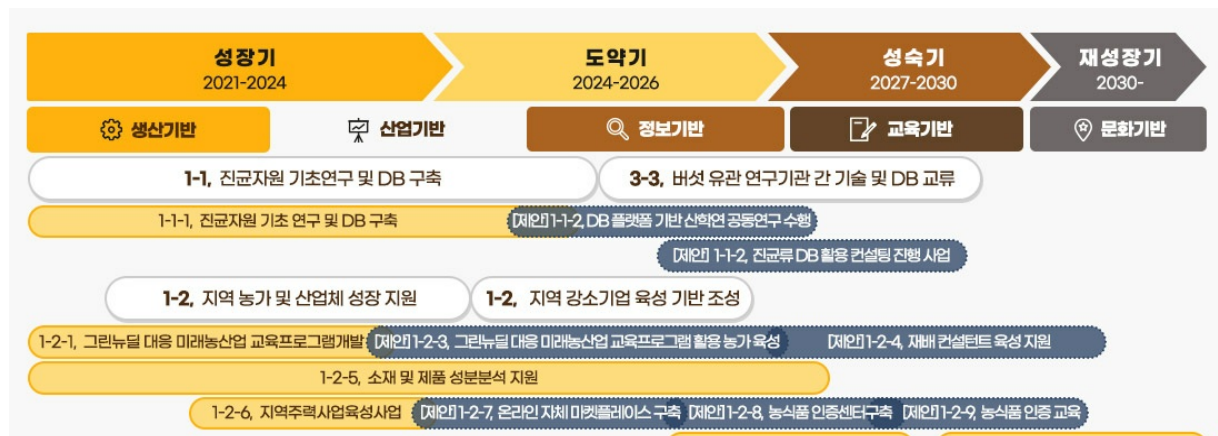 성장기
2021-2024
도약기
2024-2026
성숙기
2027-2030
재성장기
2030-
생산기반
산업기반
정보기반
교육기반
문화기반
1-1, 진균자원 기초연구 및 DB 구축
3-3, 버섯 유관 연구기관 간 기술 및 DB 교류
1-1-1, 진균자원 기초 연구 및 DB 구축
[제안] 1-1-2, DB 플랫폼 기반 산학연 공동연구 수행
[제안] 1-1-2, 진균류 DB 활용 컨설팅 진행 사업
1-2, 지역 농가 및 산업체 성장 지원
1-2, 지역 강소기업 육성 기반 조성
1-2-1, 그린뉴딜 대응 미래농산업 교육프로그램개발
[제안] 1-2-3, 그린뉴딜 대응 미래농산업 교육프로그램 활용 농가 육성
[제안] 1-2-4, 재배 컨설턴트 육성 지원
1-2-5, 소재 및 제품 성분분석 지원
1-2-6, 지역주력사업육성사업
[제안] 1-2-7, 온라인 자체 마켓플레이스 구축
[제안] 1-2-8, 농식품 인증센터구축
[제안] 1-2-9, 농식품 인증 교육